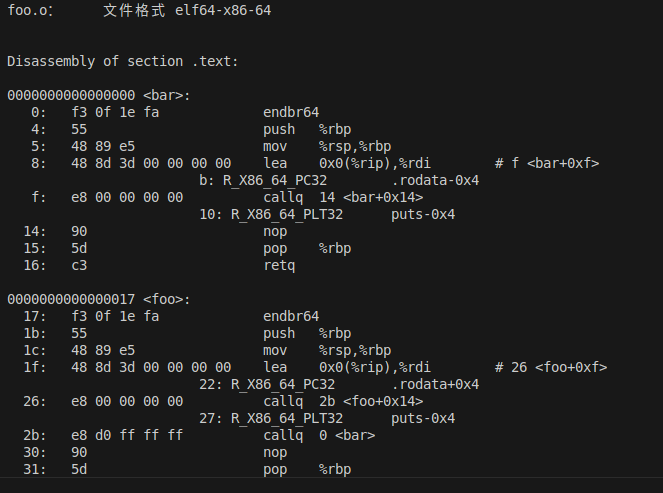 foo.o：     文件格式 elf64-x86-64
Disassembly of section .text:
0000000000000000 <bar>:
   0:   f3 0f 1e fa             endbr64
   4:   55                      push   %rbp
   5:   48 89 e5                mov    %rsp,%rbp
   8:   48 8d 3d 00 00 00 00    lea    0x0(%rip),%rdi        # f <bar+0xf>
                        b: R_X86_64_PC32        .rodata-0x4
   f:   e8 00 00 00 00          callq  14 <bar+0x14>
                        10: R_X86_64_PLT32      puts-0x4
  14:   90                      nop
  15:   5d                      pop    %rbp
  16:   c3                      retq
0000000000000017 <foo>:
  17:   f3 0f 1e fa             endbr64
  1b:   55                      push   %rbp
  1c:   48 89 e5                mov    %rsp,%rbp
  1f:   48 8d 3d 00 00 00 00    lea    0x0(%rip),%rdi        # 26 <foo+0xf>
                        22: R_X86_64_PC32       .rodata+0x4
  26:   e8 00 00 00 00          callq  2b <foo+0x14>
                        27: R_X86_64_PLT32      puts-0x4
  2b:   e8 d0 ff ff ff          callq  0 <bar>
  30:   90                      nop
  31:   5d                      pop    %rbp